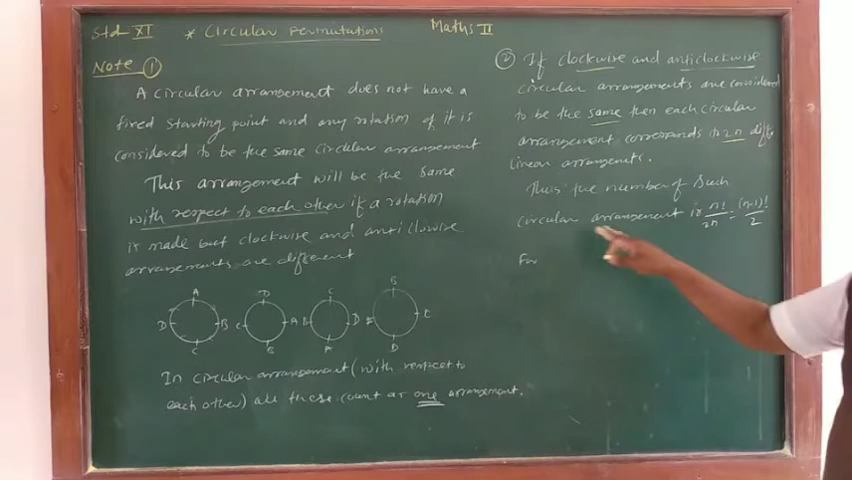 Std XI * Circular Permutations Maths II
Note ①
A circular arrangement does not have a
fixed starting point and any rotation of it is
considered to be the same circular arrangement
This arrangement will be the same
with respect to each other if a rotation
is made but clockwise and anticlowise
arrangements are different
A
D B
C
D
C A
B
C
B D
A
B
C
D
In circular arrangement (with respect to
each other) all these count as one arrangement.
② If clockwise and anticlockwise
circular arrangements are considered
to be the same then each circular
arrangement corresponds to 2n diff.
linear arrangements.
Thus the number of such
circular arrangement is n!/2n = (n-1)!/2
For